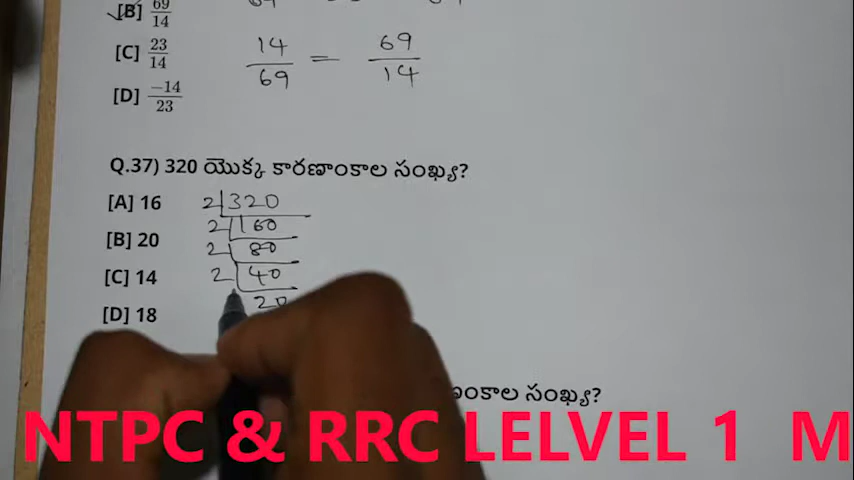 [B] 69/14
[C] 23/14
14/69 = 69/14
[D] -14/23
Q.37) 320 యొక్క కారణాంకాల సంఖ్య?
[A] 16
2 | 320
2 | 160
[B] 20
2 | 80
[C] 14
2 | 40
20
[D] 18
సంఖ్య?
NTPC & RRC LELVEL 1 M